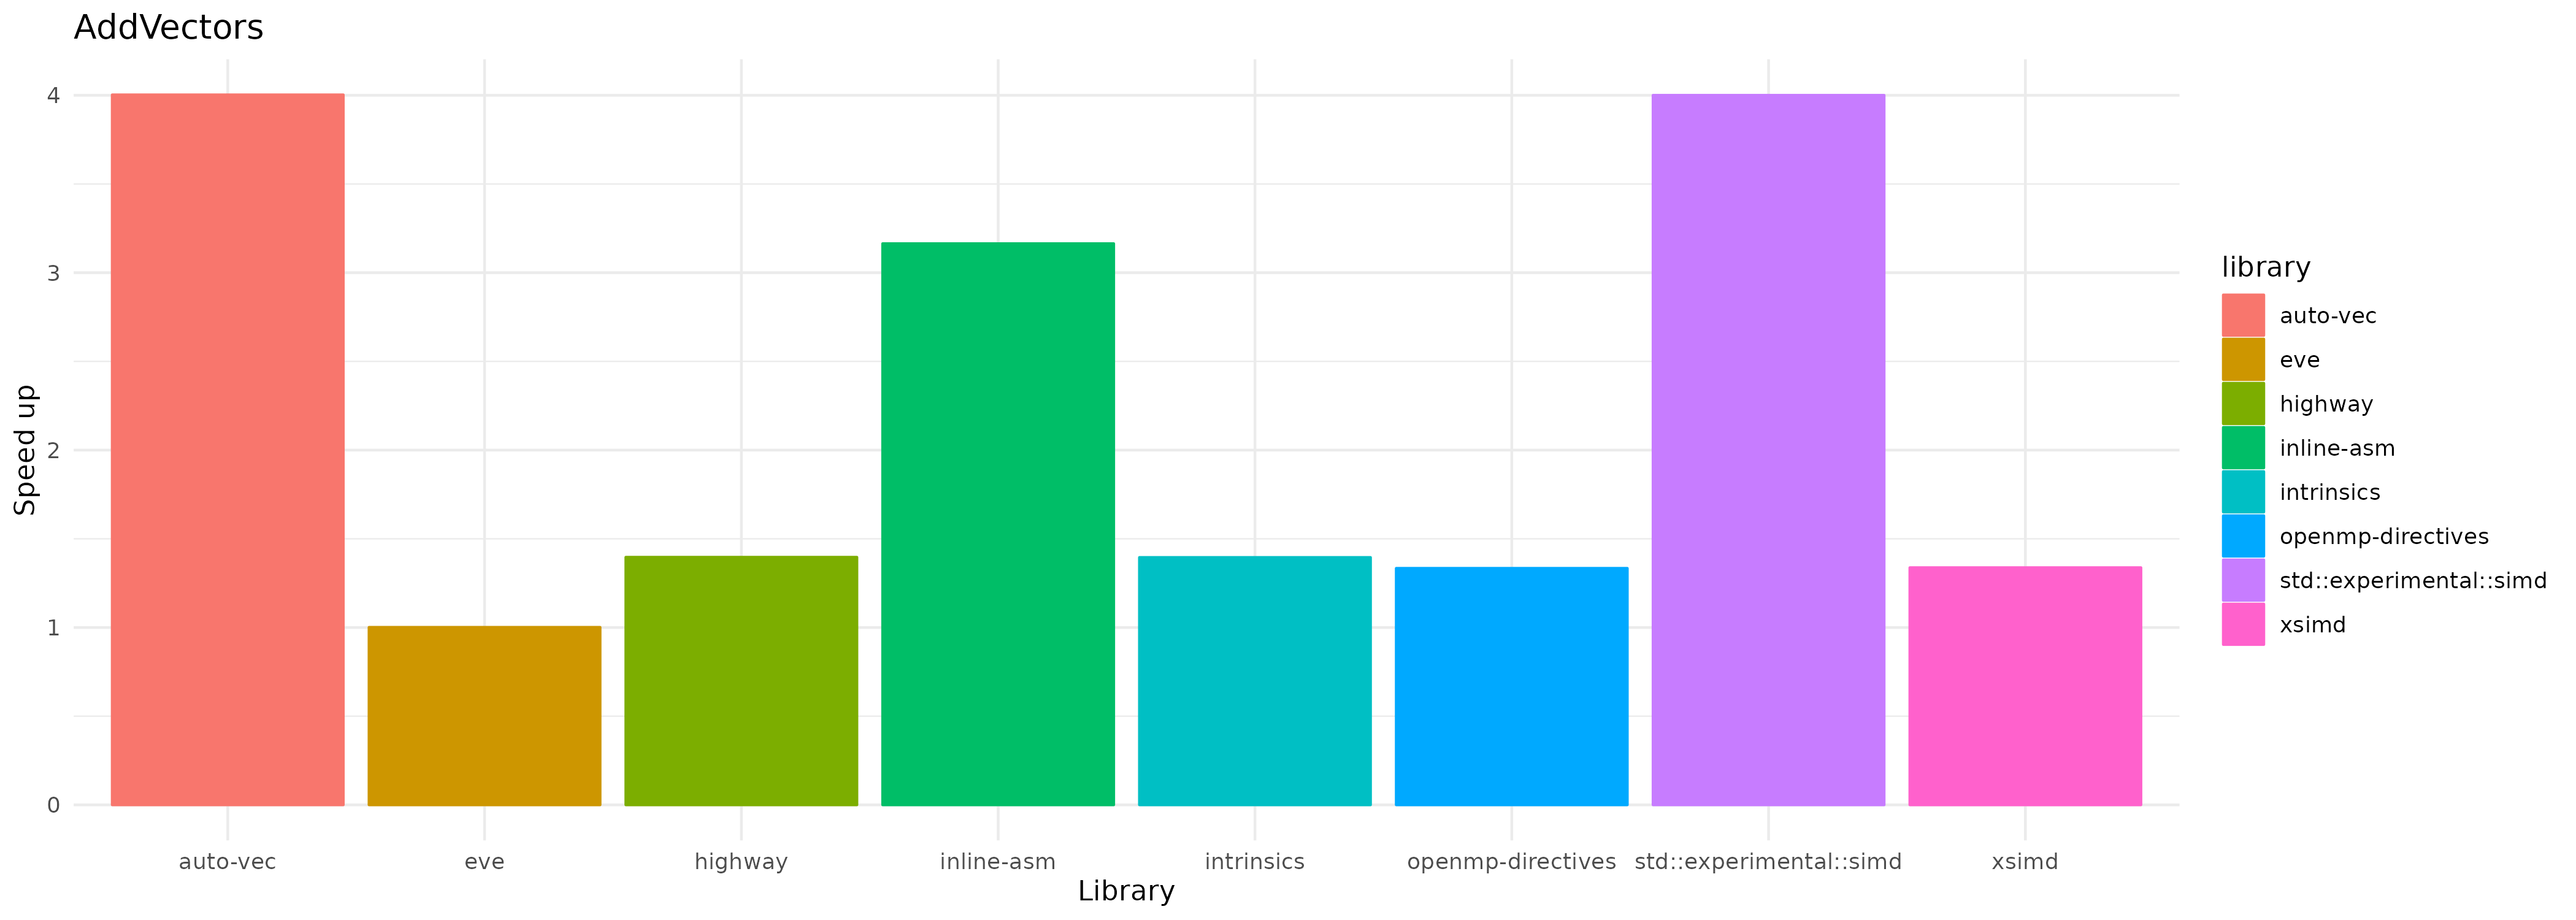 AddVectors
4
3
2
1
0
Speed up
auto-vec
eve
highway
inline-asm
intrinsics
openmp-directives
std::experimental::simd
xsimd
Library
library
auto-vec
eve
highway
inline-asm
intrinsics
openmp-directives
std::experimental::simd
xsimd